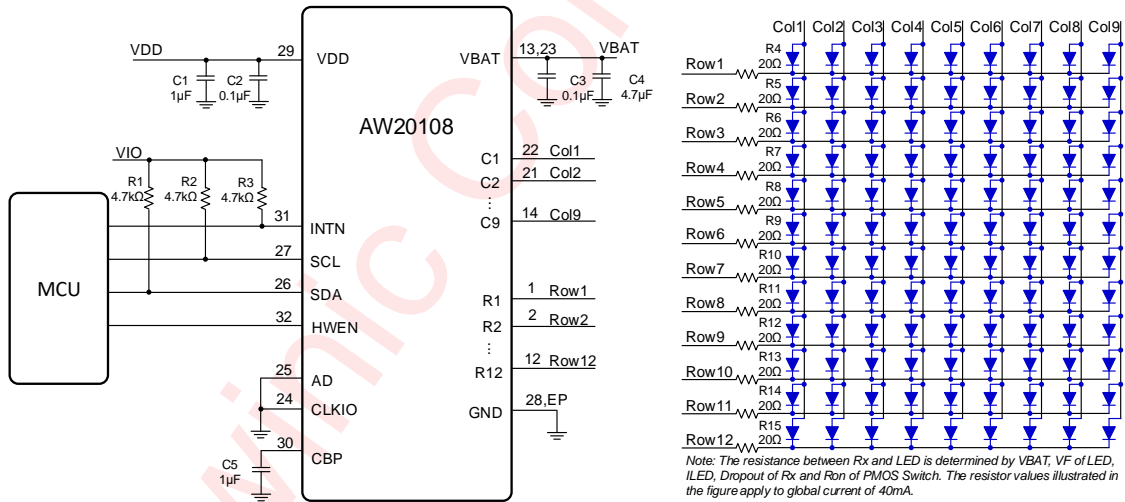 VDD
29
VDD
C1
1µF
C2
0.1µF
AW20108
VBAT
13,23
VBAT
C3
0.1µF
C4
4.7µF
VIO
R1
4.7kΩ
R2
4.7kΩ
R3
4.7kΩ
MCU
31
INTN
27
SCL
26
SDA
32
HWEN
25
AD
24
CLKIO
30
CBP
C5
1µF
C1
22
Col1
C2
21
Col2
C9
14
Col9
R1
1
Row1
R2
2
Row2
R12
12
Row12
GND
28,EP
Col1 Col2 Col3 Col4 Col5 Col6 Col7 Col8 Col9
Row1
R4
20Ω
Row2
R5
20Ω
Row3
R6
20Ω
Row4
R7
20Ω
Row5
R8
20Ω
Row6
R9
20Ω
Row7
R10
20Ω
Row8
R11
20Ω
Row9
R12
20Ω
Row10
R13
20Ω
Row11
R14
20Ω
Row12
R15
20Ω
Note: The resistance between Rx and LED is determined by VBAT, VF of LED,
ILED, Dropout of Rx and Ron of PMOS Switch. The resistor values illustrated in
the figure apply to global current of 40mA.
winic Co